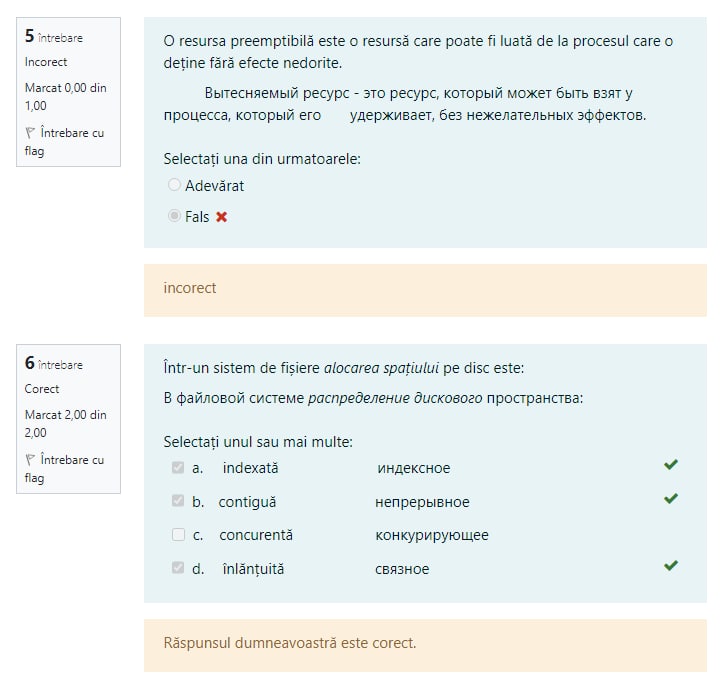 5 întrebare
Incorect
Marcat 0,00 din
1,00
Întrebare cu
flag
O resursa preemptibilă este o resursă care poate fi luată de la procesul care o
deține fără efecte nedorite.
Вытесняемый ресурс - это ресурс, который может быть взят у
процесса, который его удерживает, без нежелательных эффектов.
Selectați una din urmatoarele:
Adevărat
Fals
incorect
6 întrebare
Corect
Marcat 2,00 din
2,00
Întrebare cu
flag
Într-un sistem de fișiere alocarea spațiului pe disc este:
В файловой системе распределение дискового пространства:
Selectați unul sau mai multe:
a. indexată индексное
b. contiguă непрерывное
c. concurentă конкурирующее
d. înlănțuită связное
Răspunsul dumneavoastră este corect.